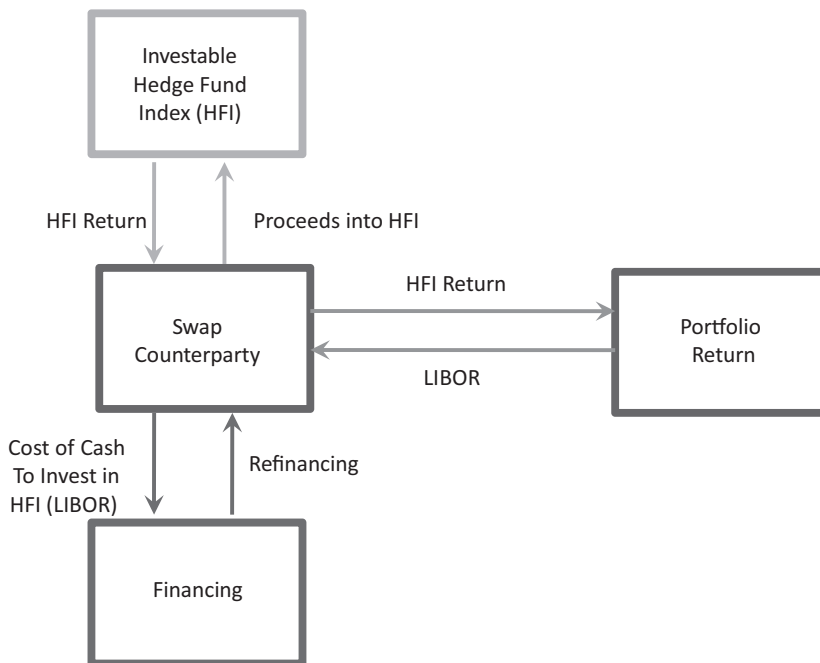 Investable
Hedge Fund
Index (HFI)
HFI Return
Proceeds into HFI
HFI Return
Swap
Counterparty
Portfolio
Return
LIBOR
Cost of Cash
To Invest in
HFI (LIBOR)
Refinancing
Financing